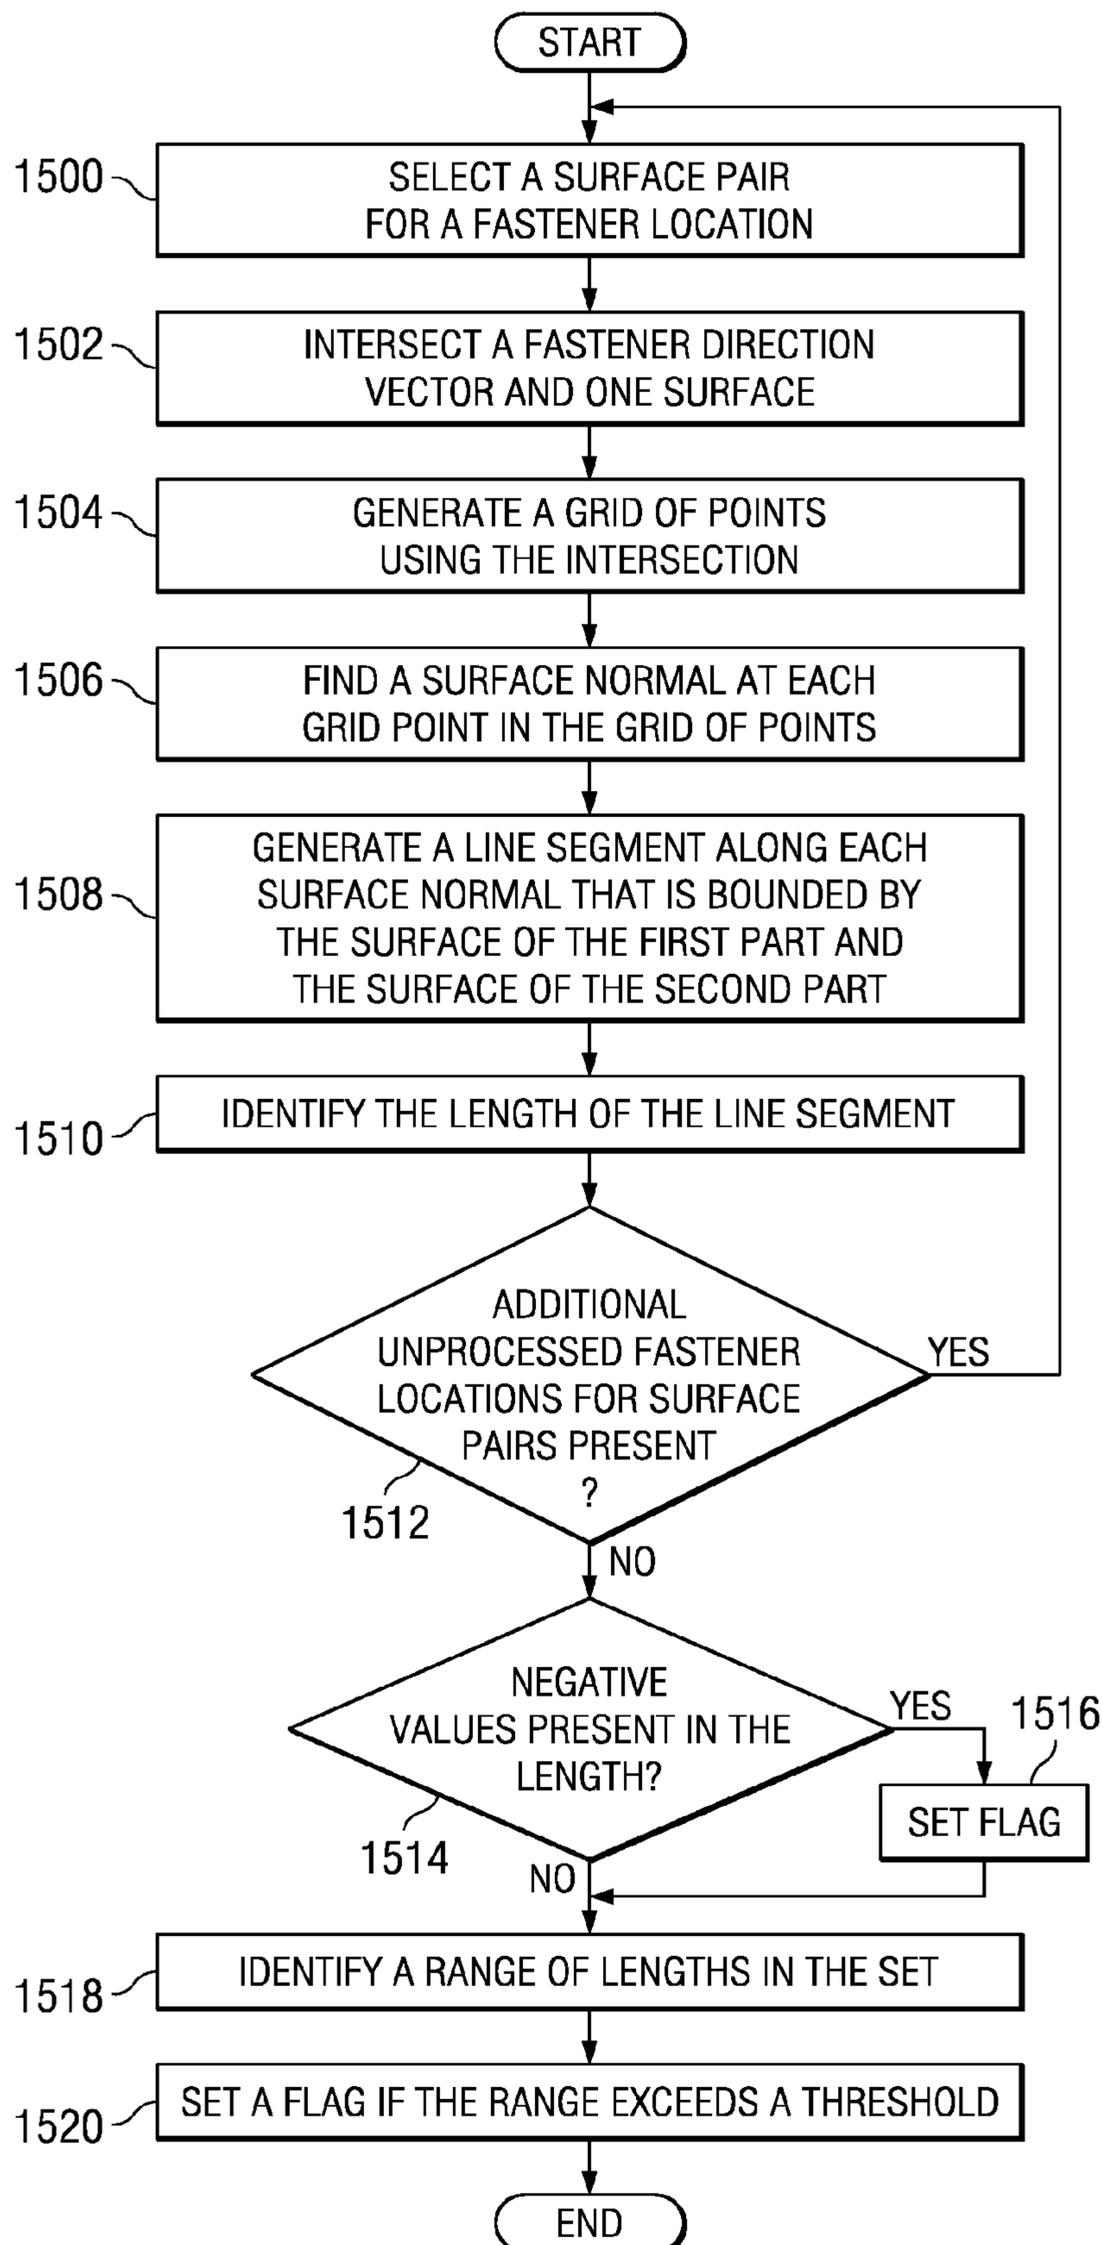 START
1500
SELECT A SURFACE PAIR
FOR A FASTENER LOCATION
1502
INTERSECT A FASTENER DIRECTION
VECTOR AND ONE SURFACE
1504
GENERATE A GRID OF POINTS
USING THE INTERSECTION
1506
FIND A SURFACE NORMAL AT EACH
GRID POINT IN THE GRID OF POINTS
1508
GENERATE A LINE SEGMENT ALONG EACH
SURFACE NORMAL THAT IS BOUNDED BY
THE SURFACE OF THE FIRST PART AND
THE SURFACE OF THE SECOND PART
1510
IDENTIFY THE LENGTH OF THE LINE SEGMENT
ADDITIONAL
UNPROCESSED FASTENER
LOCATIONS FOR SURFACE
PAIRS PRESENT
?
YES
1512
NO
NEGATIVE
VALUES PRESENT IN THE
LENGTH?
YES
1516
SET FLAG
1514
NO
1518
IDENTIFY A RANGE OF LENGTHS IN THE SET
1520
SET A FLAG IF THE RANGE EXCEEDS A THRESHOLD
END